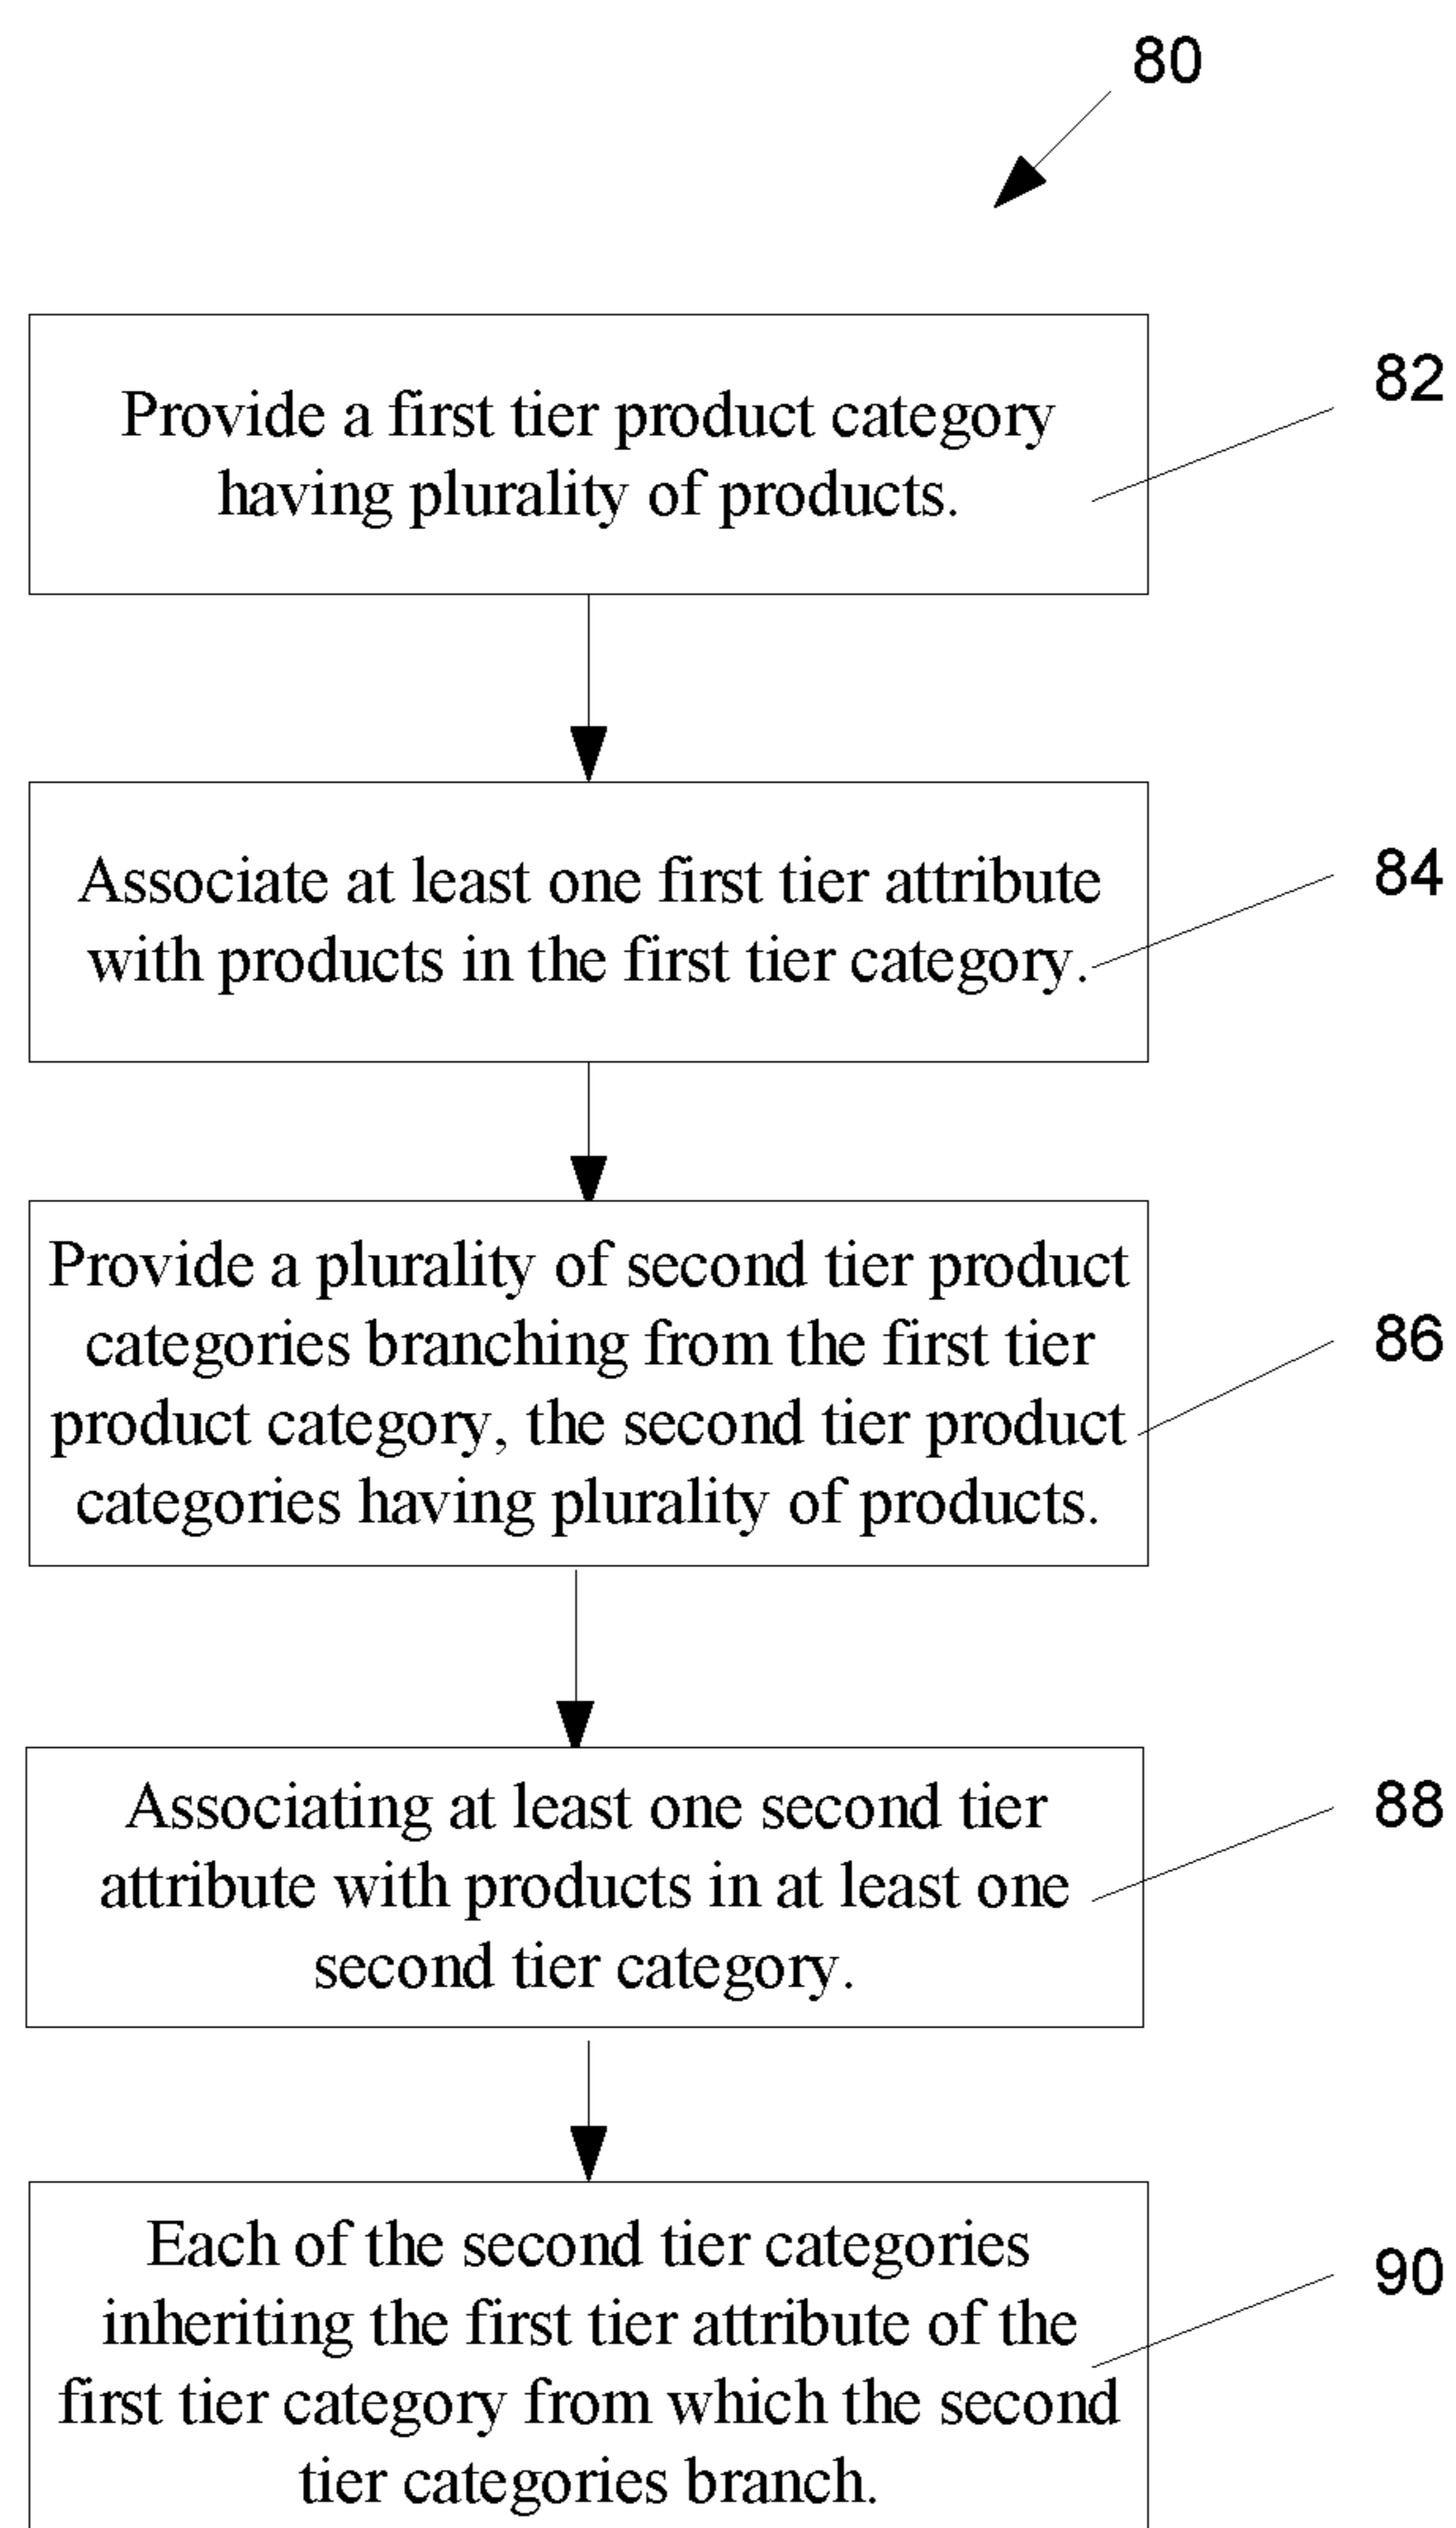 80
Provide a first tier product category
having plurality of products.
82
Associate at least one first tier attribute
with products in the first tier category.
84
Provide a plurality of second tier product
categories branching from the first tier
product category, the second tier product
categories having plurality of products.
86
Associating at least one second tier
attribute with products in at least one
second tier category.
88
Each of the second tier categories
inheriting the first tier attribute of the
first tier category from which the second
tier categories branch.
90